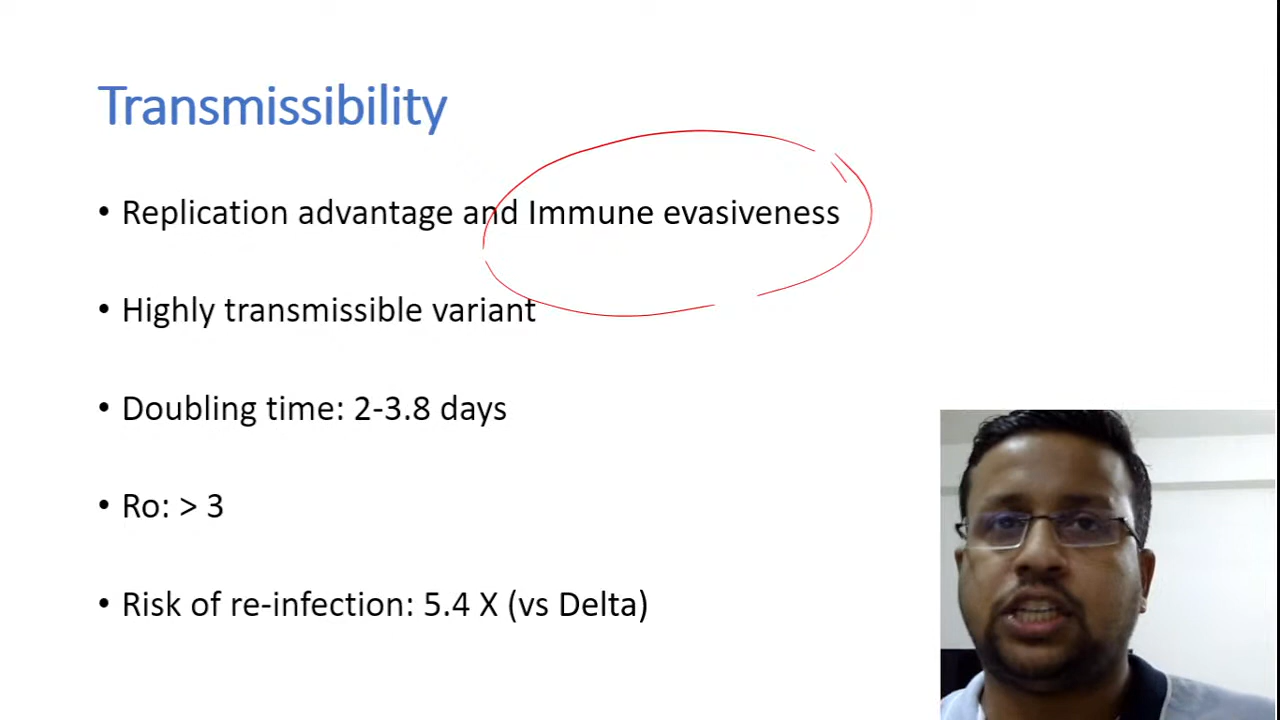 Transmissibility
• Replication advantage and Immune evasiveness
• Highly transmissible variant
• Doubling time: 2-3.8 days
• Ro: > 3
• Risk of re-infection: 5.4 X (vs Delta)